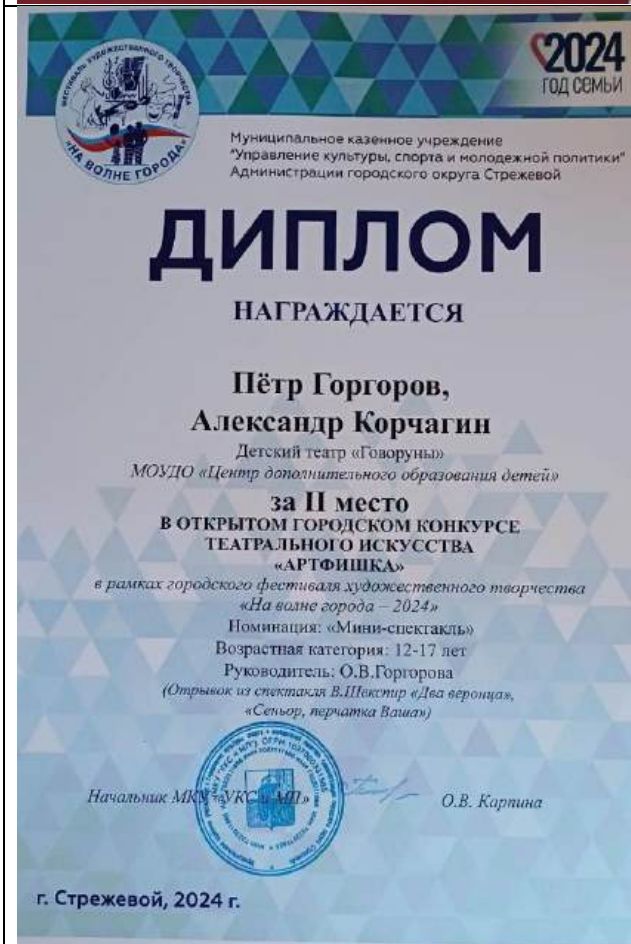 ФЕСТИВАЛЬ ХУДОЖЕСТВЕННОГО ТВОРЧЕСТВА
«НА ВОЛНЕ ГОРОДА»
2024
ГОД СЕМЬИ
Муниципальное казенное учреждение
"Управление культуры, спорта и молодежной политики"
Администрации городского округа Стрежевой
ДИПЛОМ
НАГРАЖДАЕТСЯ
Пётр Горгоров,
Александр Корчагин
Детский театр «Говоруны»
МОУДО «Центр дополнительного образования детей»
за II место
В ОТКРЫТОМ ГОРОДСКОМ КОНКУРСЕ
ТЕАТРАЛЬНОГО ИСКУССТВА
«АРТФИШКА»
в рамках городского фестиваля художественного творчества
«На волне города – 2024»
Номинация: «Мини-спектакль»
Возрастная категория: 12-17 лет
Руководитель: О.В.Горгорова
(Отрывок из спектакля В.Шекспир «Два веронца»,
«Сеньор, перчатка Ваша»)
Начальник МКУ «УКС и МП» О.В. Карпина
г. Стрежевой, 2024 г.